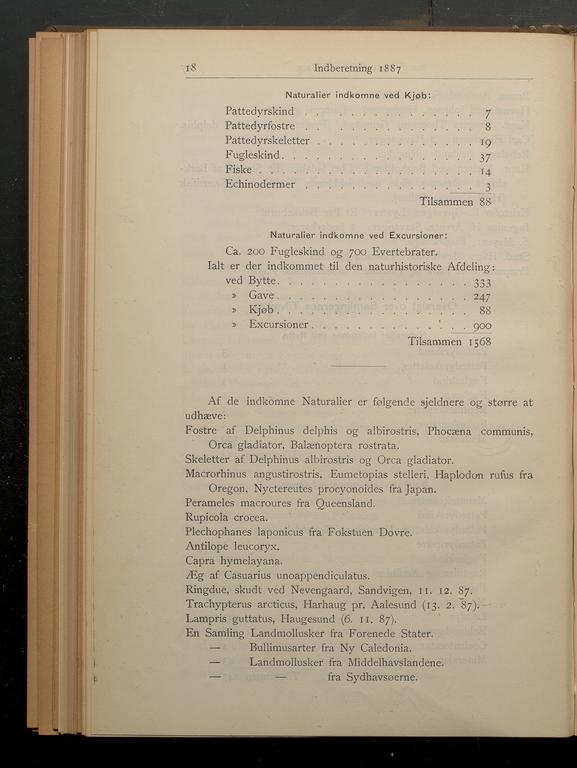 18 Indberetning 1887
Naturalier indkomne ved Kjøb:
Pattedyrskind . . . . . . . . . . . . . . . 7
Pattedyrfostre . . . . . . . . . . . . . . 8
Pattedyrskeletter . . . . . . . . . . . . . 19
Fugleskind. . . . . . . . . . . . . . . . 37
Fiske . . . . . . . . . . . . . . . . . . 14
Echinodermer . . . . . . . . . . . . . . 3
Tilsammen 88
Naturalier indkomne ved Excursioner:
Ca. 200 Fugleskind og 700 Evertebrater.
Ialt er der indkommet til den naturhistoriske Afdeling:
ved Bytte. . . . . . . . . . . . . . . . 333
» Gave. . . . . . . . . . . . . . . . 247
» Kjøb. . . . . . . . . . . . . . . . 88
» Excursioner . . . . . . . . . . . . . 900
Tilsammen 1568
Af de indkomne Naturalier er følgende sjeldnere og større at
udhæve:
Fostre af Delphinus delphis og albirostris, Phocæna communis,
Orca gladiator, Balænoptera rostrata.
Skeletter af Delphinus albirostris og Orca gladiator.
Macrorhinus angustirostris, Eumetopias stelleri, Haplodon rufus fra
Oregon, Nyctereutes procyonoides fra Japan.
Perameles macroures fra Queensland.
Rupicola crocea.
Plechophanes laponicus fra Fokstuen Dovre.
Antilope leucoryx.
Capra hymelayana.
Æg af Casuarius unoappendiculatus.
Ringdue, skudt ved Nevengaard, Sandvigen, 11. 12. 87.
Trachypterus arcticus, Harhaug pr. Aalesund (13. 2. 87).
Lampris guttatus, Haugesund (6. 11. 87).
En Samling Landmollusker fra Forenede Stater.
— Bullimusarter fra Ny Caledonia.
— Landmollusker fra Middelhavslandene.
— — fra Sydhavsøerne.